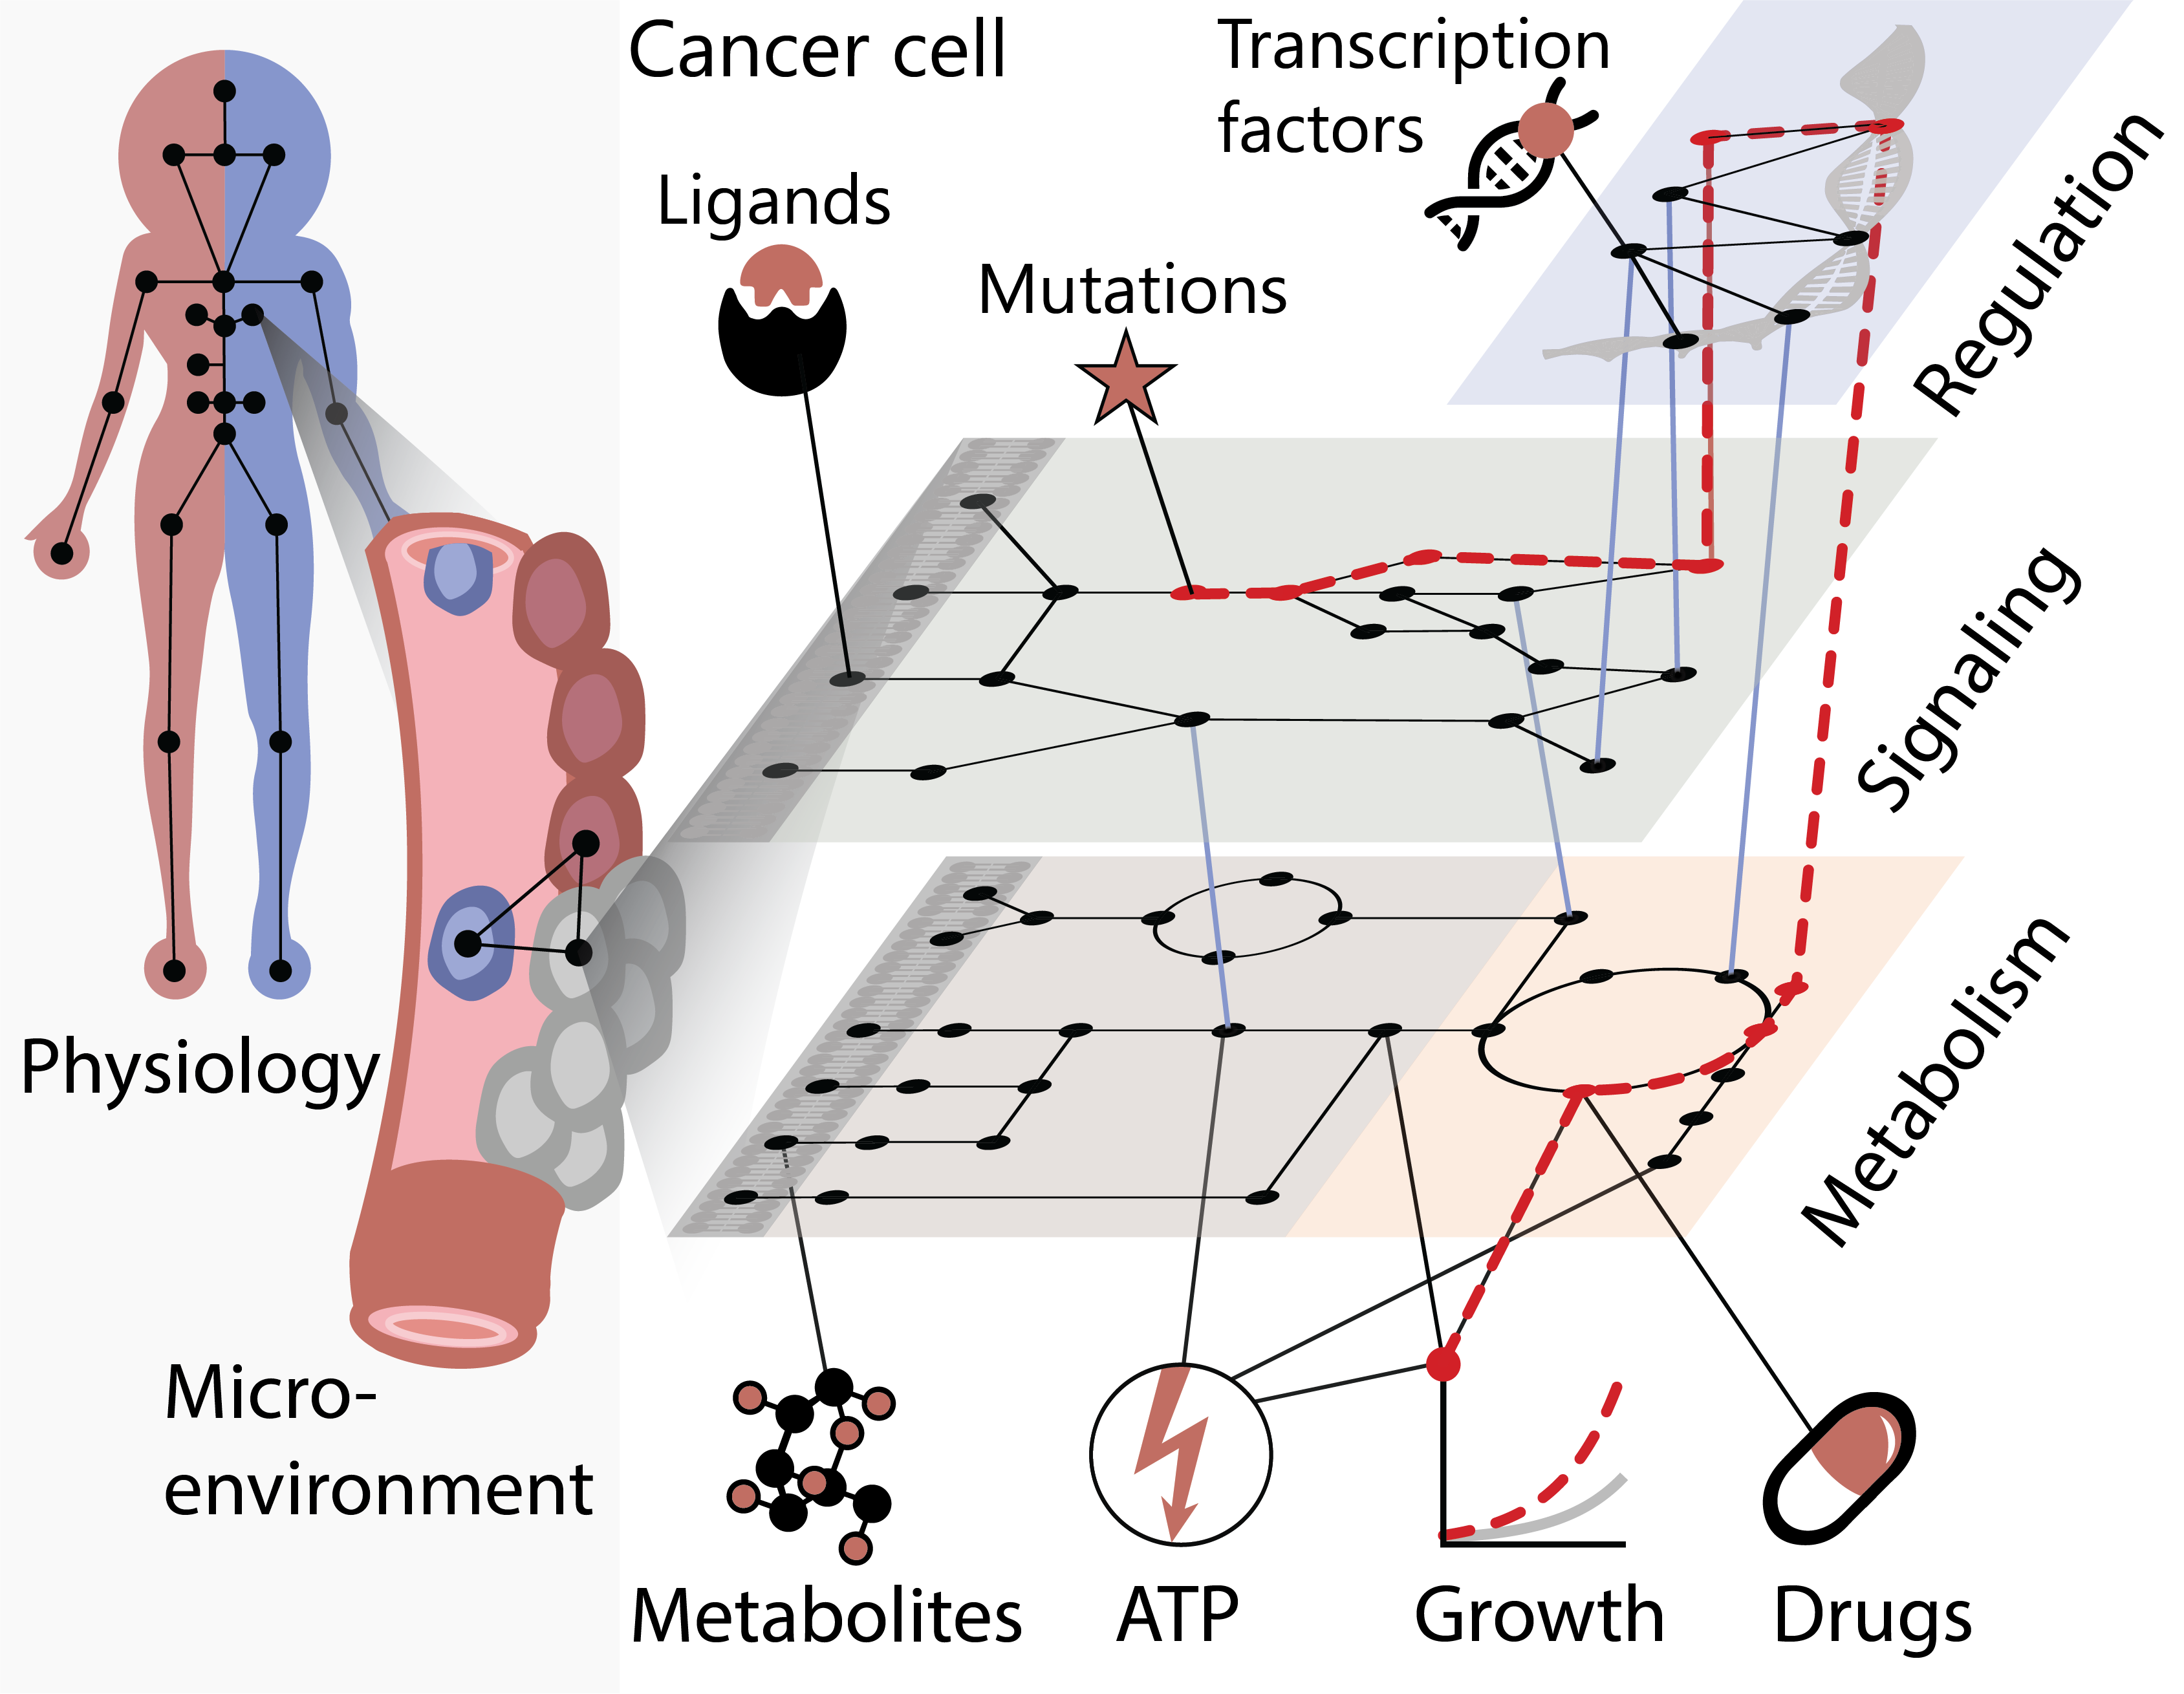 Cancer cell
Transcription
factors
Ligands
Mutations
Regulation
Signaling
Metabolism
Physiology
Micro-
environment
Metabolites
ATP
Growth
Drugs